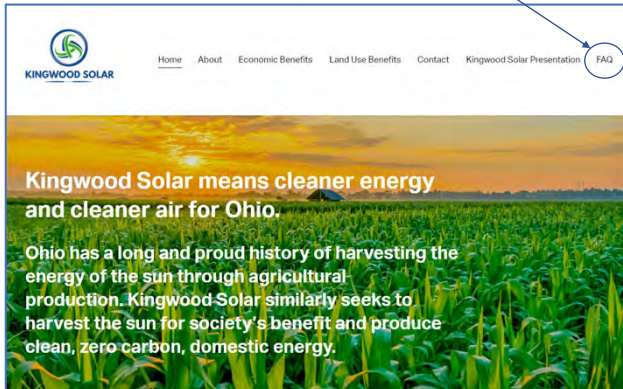 KINGWOOD SOLAR
Home About Economic Benefits Land Use Benefits Contact Kingwood Solar Presentation FAQ
Kingwood Solar means cleaner energy
and cleaner air for Ohio.
Ohio has a long and proud history of harvesting the
energy of the sun through agricultural
production. Kingwood Solar similarly seeks to
harvest the sun for society's benefit and produce
clean, zero carbon, domestic energy.